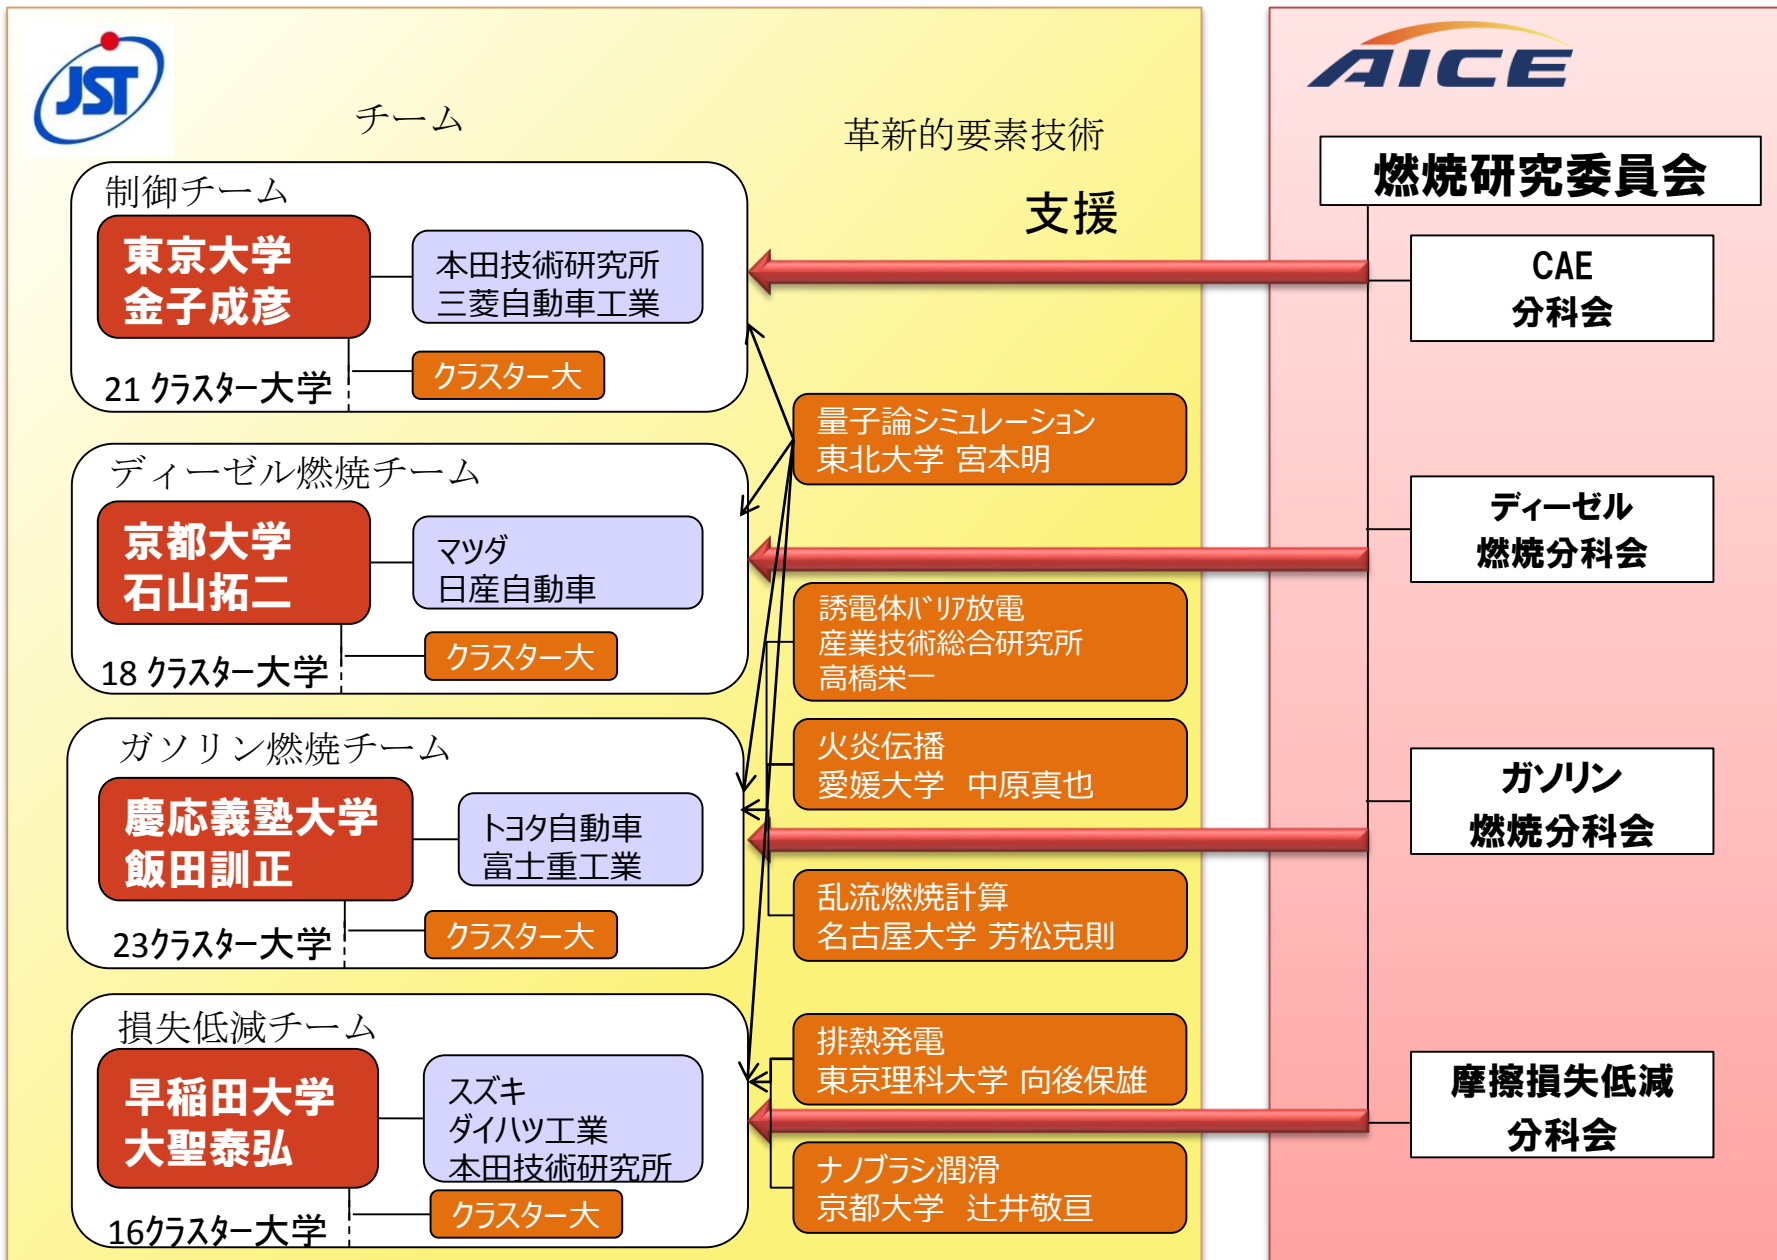 JST
チーム
制御チーム
東京大学
金子成彦
本田技術研究所
三菱自動車工業
クラスター大
21 クラスター大学
ディーゼル燃焼チーム
京都大学
石山拓二
マツダ
日産自動車
クラスター大
18 クラスター大学
ガソリン燃焼チーム
慶応義塾大学
飯田訓正
トヨタ自動車
富士重工業
クラスター大
23クラスター大学
損失低減チーム
早稲田大学
大聖泰弘
スズキ
ダイハツ工業
本田技術研究所
クラスター大
16クラスター大学
革新的要素技術
支援
量子論シミュレーション
東北大学 宮本明
誘電体バリア放電
産業技術総合研究所
高橋栄一
火炎伝播
愛媛大学　中原真也
乱流燃焼計算
名古屋大学 芳松克則
排熱発電
東京理科大学 向後保雄
ナノブラシ潤滑
京都大学　辻井敬亘
AICE
燃焼研究委員会
CAE
分科会
ディーゼル
燃焼分科会
ガソリン
燃焼分科会
摩擦損失低減
分科会